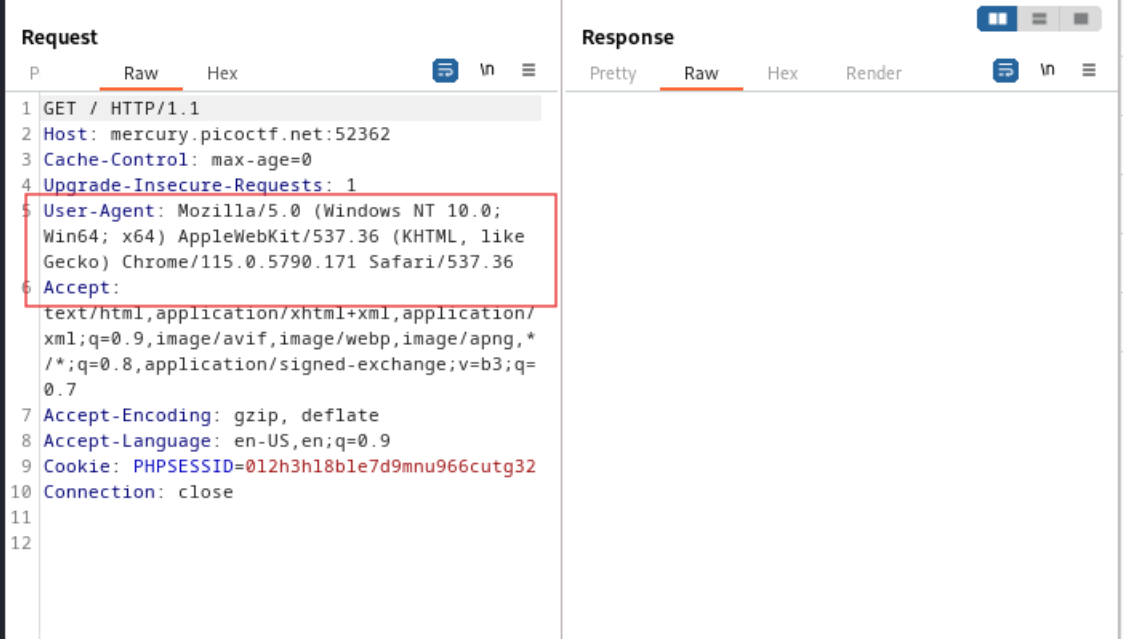 Request
Response
P Raw Hex \n
Pretty Raw Hex Render \n
1 GET / HTTP/1.1
2 Host: mercury.picoctf.net:52362
3 Cache-Control: max-age=0
4 Upgrade-Insecure-Requests: 1
5 User-Agent: Mozilla/5.0 (Windows NT 10.0;
Win64; x64) AppleWebKit/537.36 (KHTML, like
Gecko) Chrome/115.0.5790.171 Safari/537.36
6 Accept:
text/html,application/xhtml+xml,application/
xml;q=0.9,image/avif,image/webp,image/apng,*
/*;q=0.8,application/signed-exchange;v=b3;q=
0.7
7 Accept-Encoding: gzip, deflate
8 Accept-Language: en-US,en;q=0.9
9 Cookie: PHPSESSID=0l2h3hl8ble7d9mnu966cutg32
10 Connection: close
11
12